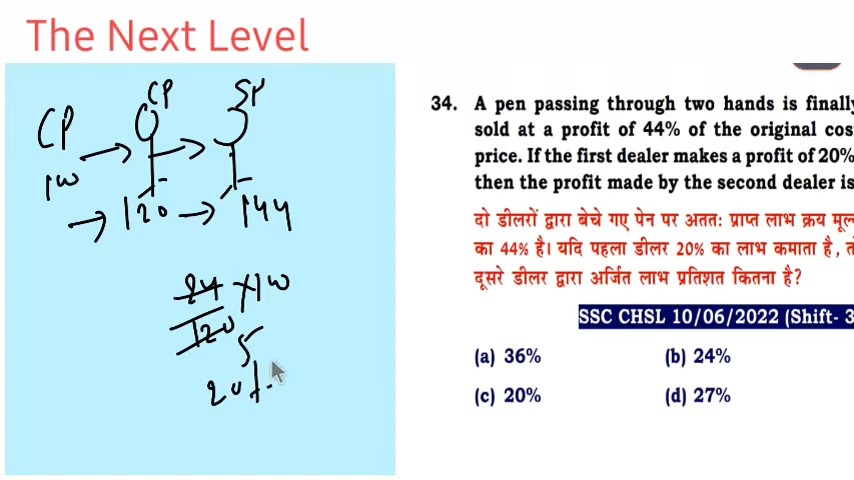 The Next Level
CP
CP
SP
100
120
144
24 × 100
120
5
20%
34. A pen passing through two hands is finally
sold at a profit of 44% of the original cos
price. If the first dealer makes a profit of 20%
then the profit made by the second dealer is
दो डीलरों द्वारा बेचे गए पेन पर अततः प्राप्त लाभ क्रय मूल
का 44% है। यदि पहला डीलर 20% का लाभ कमाता है, त
दूसरे डीलर द्वारा अर्जित लाभ प्रतिशत कितना है?
SSC CHSL 10/06/2022 (Shift- 3
(a) 36% (b) 24%
(c) 20% (d) 27%